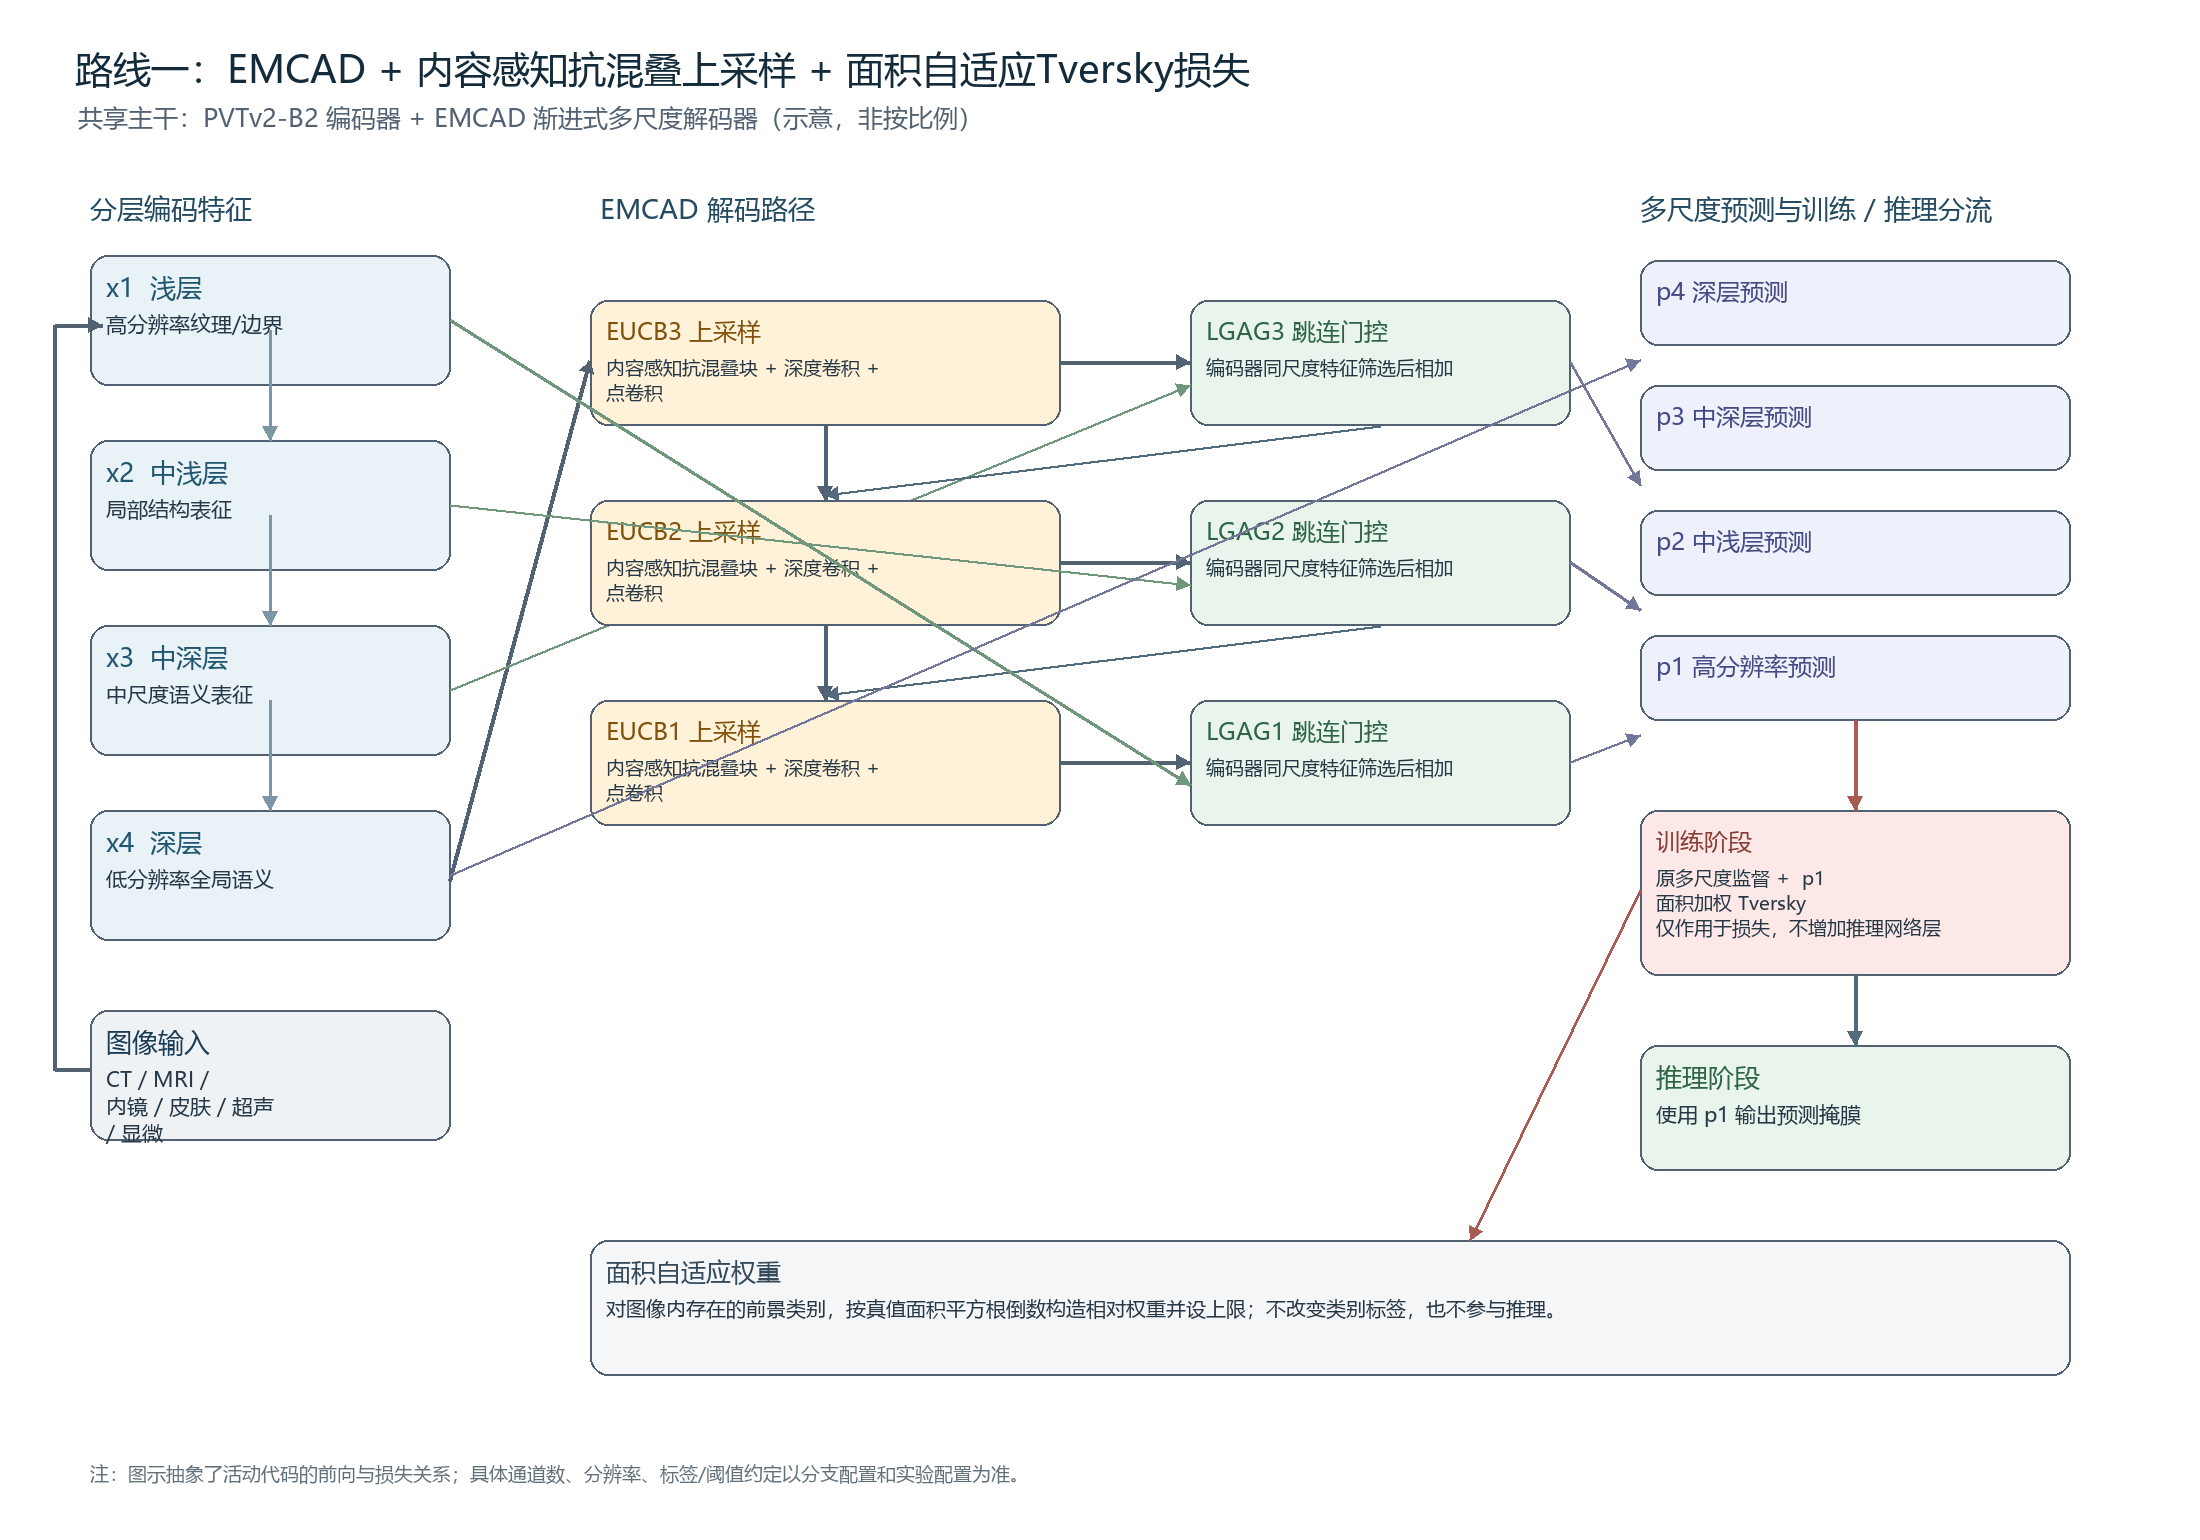 路线一：EMCAD + 内容感知抗混叠上采样 + 面积自适应Tversky损失
共享主干：PVTv2-B2 编码器 + EMCAD 渐进式多尺度解码器（示意，非按比例）
分层编码特征
x1 浅层
高分辨率纹理/边界
x2 中浅层
局部结构表征
x3 中深层
中尺度语义表征
x4 深层
低分辨率全局语义
图像输入
CT / MRI /
内镜 / 皮肤 / 超声
/ 显微
EMCAD 解码路径
EUCB3 上采样
内容感知抗混叠块 + 深度卷积 +
点卷积
LGAG3 跳连门控
编码器同尺度特征筛选后相加
EUCB2 上采样
内容感知抗混叠块 + 深度卷积 +
点卷积
LGAG2 跳连门控
编码器同尺度特征筛选后相加
EUCB1 上采样
内容感知抗混叠块 + 深度卷积 +
点卷积
LGAG1 跳连门控
编码器同尺度特征筛选后相加
多尺度预测与训练 / 推理分流
p4 深层预测
p3 中深层预测
p2 中浅层预测
p1 高分辨率预测
训练阶段
原多尺度监督 + p1
面积加权 Tversky
仅作用于损失，不增加推理网络层
推理阶段
使用 p1 输出预测掩膜
面积自适应权重
对图像内存在的前景类别，按真值面积平方根倒数构造相对权重并设上限；不改变类别标签，也不参与推理。
注：图示抽象了活动代码的前向与损失关系；具体通道数、分辨率、标签/阈值约定以分支配置和实验配置为准。